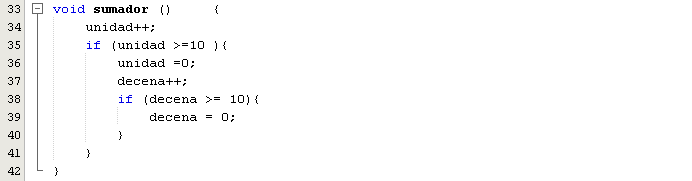 33 void sumador ()      {
34     unidad++;
35     if (unidad >=10 ){
36         unidad =0;
37         decena++;
38         if (decena >= 10){
39             decena = 0;
40         }
41     }
42 }